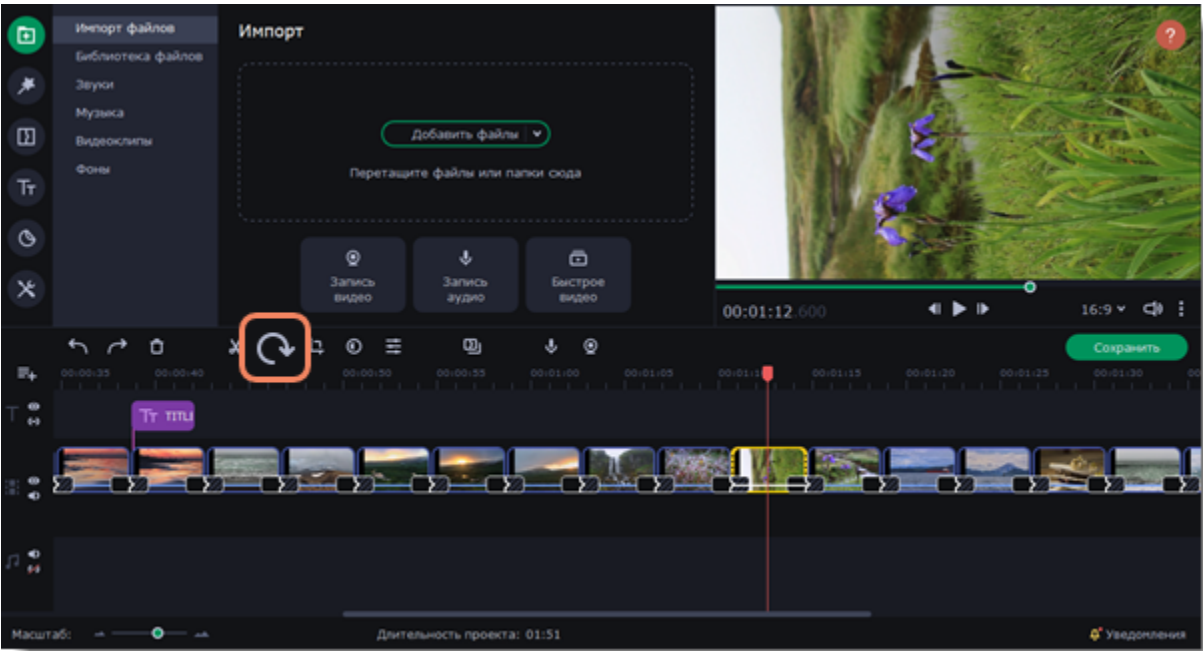 Импорт файлов
Библиотека файлов
Звуки
Музыка
Видеоклипы
Фоны
Импорт
Добавить файлы
Перетащите файлы или папки сюда
Запись видео
Запись аудио
Быстрое видео
?
00:01:12.600
16:9
Сохранить
00:00:35
00:00:40
00:00:50
00:00:55
00:01:00
00:01:05
00:01:15
00:01:20
00:01:25
00:01:30
Tт TITLI
Масштаб:
Длительность проекта: 01:51
Уведомления